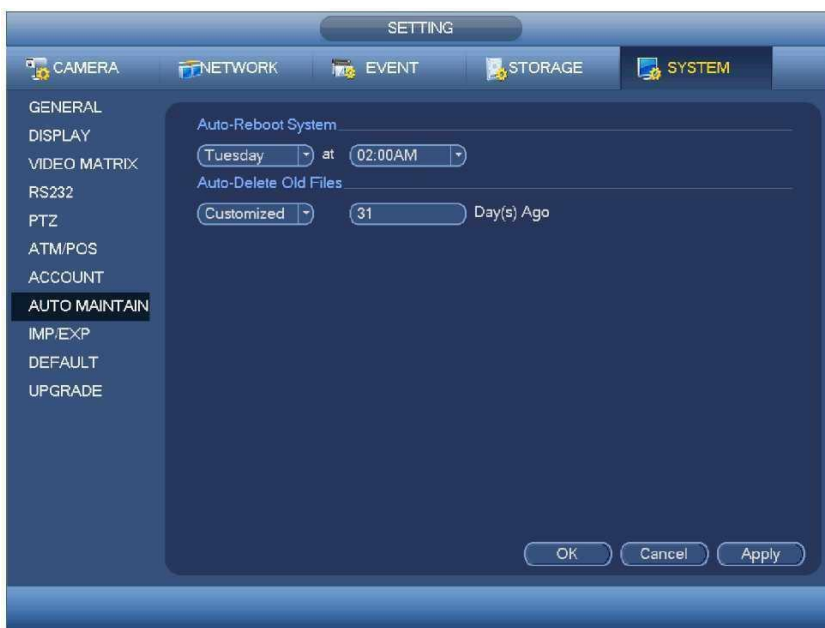 SETTING
CAMERA NETWORK EVENT STORAGE SYSTEM
GENERAL
DISPLAY
VIDEO MATRIX
RS232
PTZ
ATM/POS
ACCOUNT
AUTO MAINTAIN
IMP/EXP
DEFAULT
UPGRADE
Auto-Reboot System
Tuesday at 02:00AM
Auto-Delete Old Files
Customized 31 Day(s) Ago
OK Cancel Apply